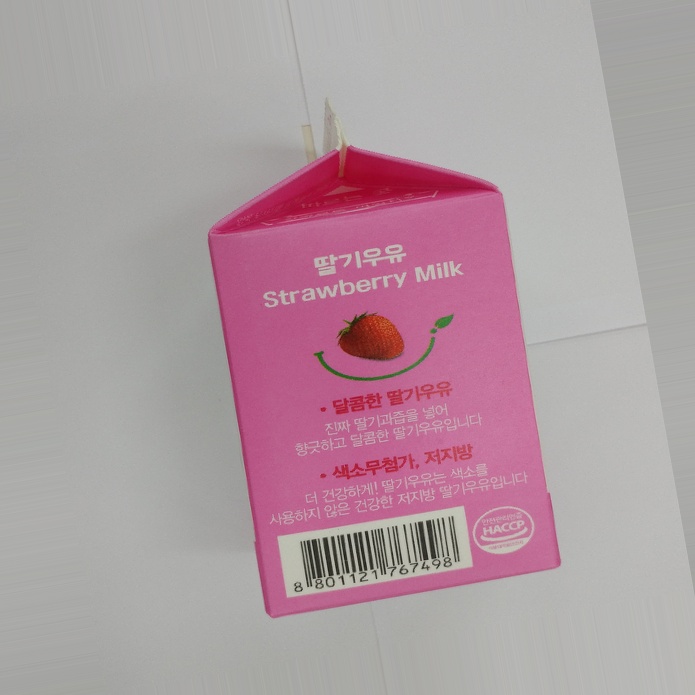 딸기우유
Strawberry Milk
• 달콤한 딸기우유
진짜 딸기과즙을 넣어
향긋하고 달콤한 딸기우유입니다
• 색소무첨가, 저지방
더 건강하게! 딸기우유는 색소를
사용하지 않은 건강한 저지방 딸기우유입니다
HACCP
8 801121 767498